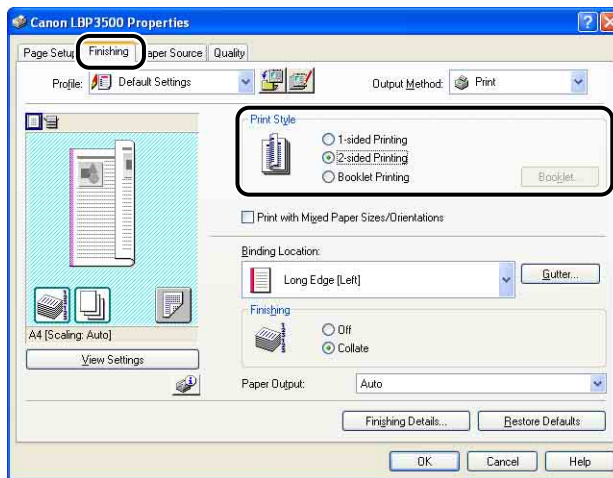 Canon LBP3500 Properties
Page Setup Finishing Paper Source Quality
Profile: Default Settings Output Method: Print
Print Style
1-sided Printing
2-sided Printing
Booklet Printing Booklet...
Print with Mixed Paper Sizes/Orientations
Binding Location:
Long Edge [Left] Gutter...
Finishing
Off
A4 [Scaling: Auto]
Collate
View Settings
Paper Output: Auto
Finishing Details... Restore Defaults
OK Cancel Help